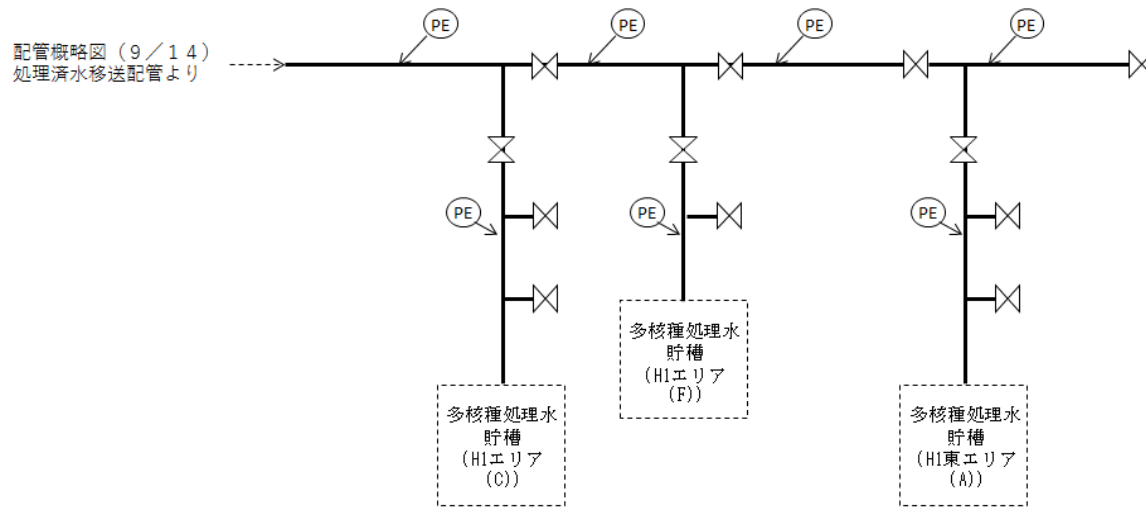 PE
PE
PE
PE
配管概略図（９／１４）
処理済水移送配管より
PE
PE
PE
多核種処理水
貯槽
(H1エリア
(F))
多核種処理水
貯槽
(H1エリア
(C))
多核種処理水
貯槽
(H1東エリア
(A))